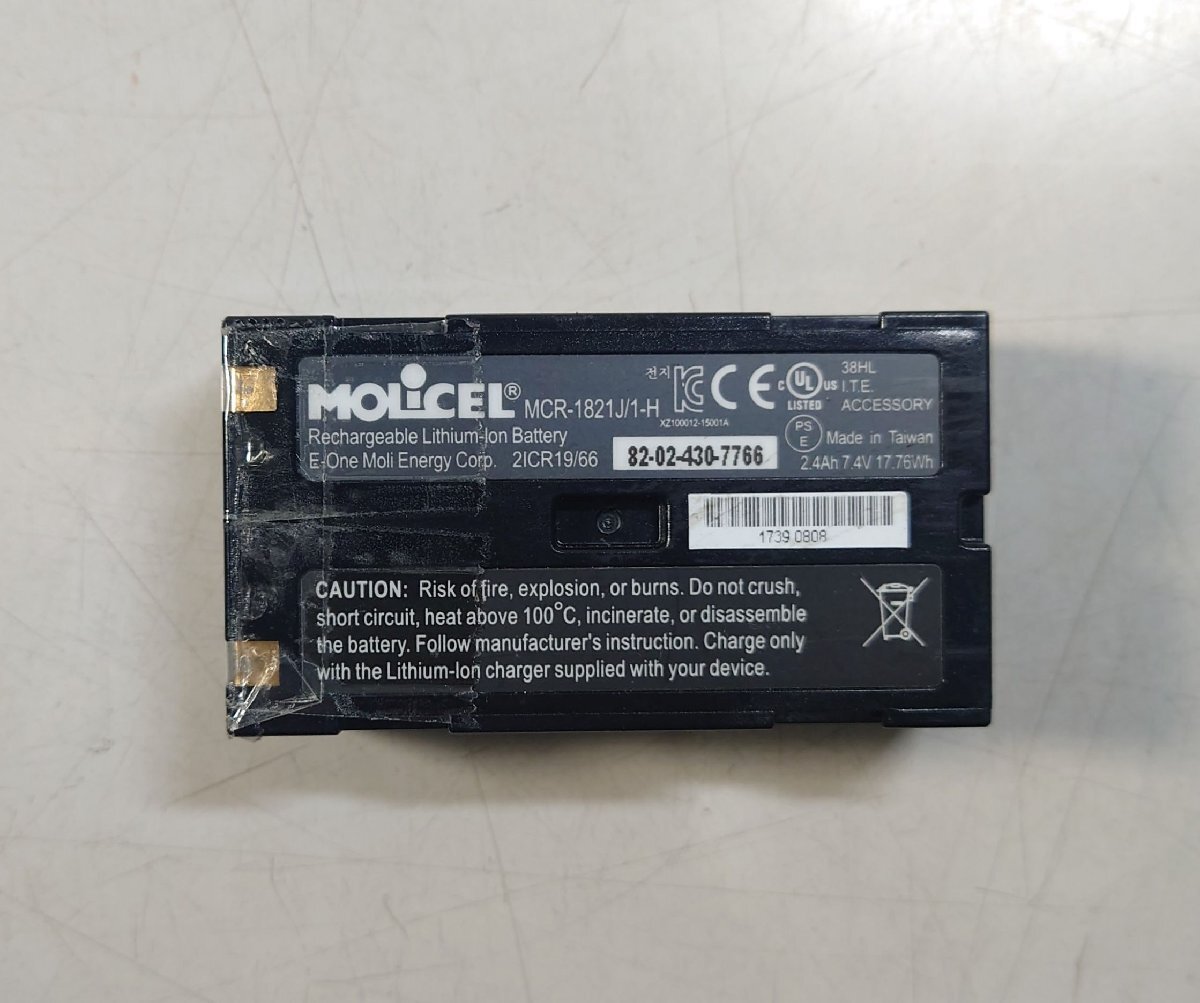 MOLiCEL® MCR-1821J/1-H
전지
XZ100012-15001A
C UL US
LISTED
38HL
I.T.E.
ACCESSORY
Rechargeable Lithium-Ion Battery
E-One Moli Energy Corp. 2ICR19/66
82-02-430-7766
PS
E
Made in Taiwan
2.4Ah 7.4V 17.76Wh
1739 0808
CAUTION: Risk of fire, explosion, or burns. Do not crush,
short circuit, heat above 100°C, incinerate, or disassemble
the battery. Follow manufacturer's instruction. Charge only
with the Lithium-Ion charger supplied with your device.